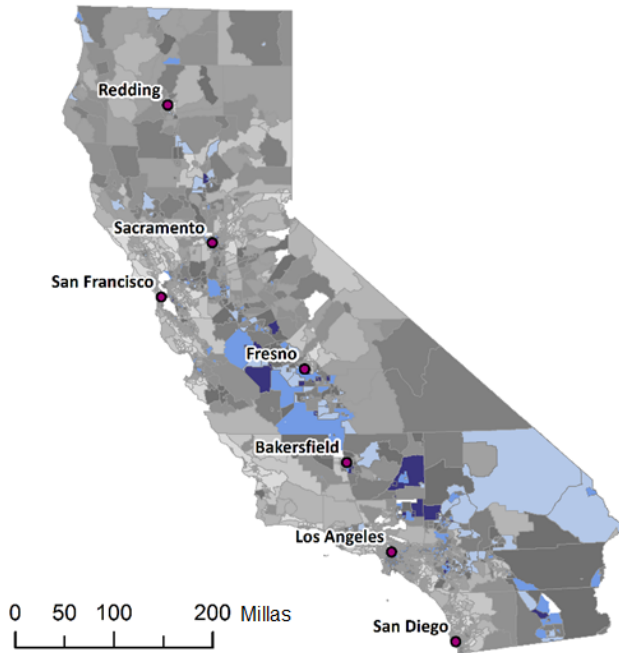 Redding
Sacramento
San Francisco
Fresno
Bakersfield
Los Angeles
San Diego
0 50 100 200 Millas